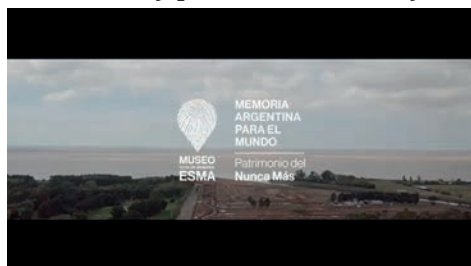 MEMORIA
ARGENTINA
PARA EL
MUNDO
MUSEO
ESMA
Patrimonio del
Nunca Más